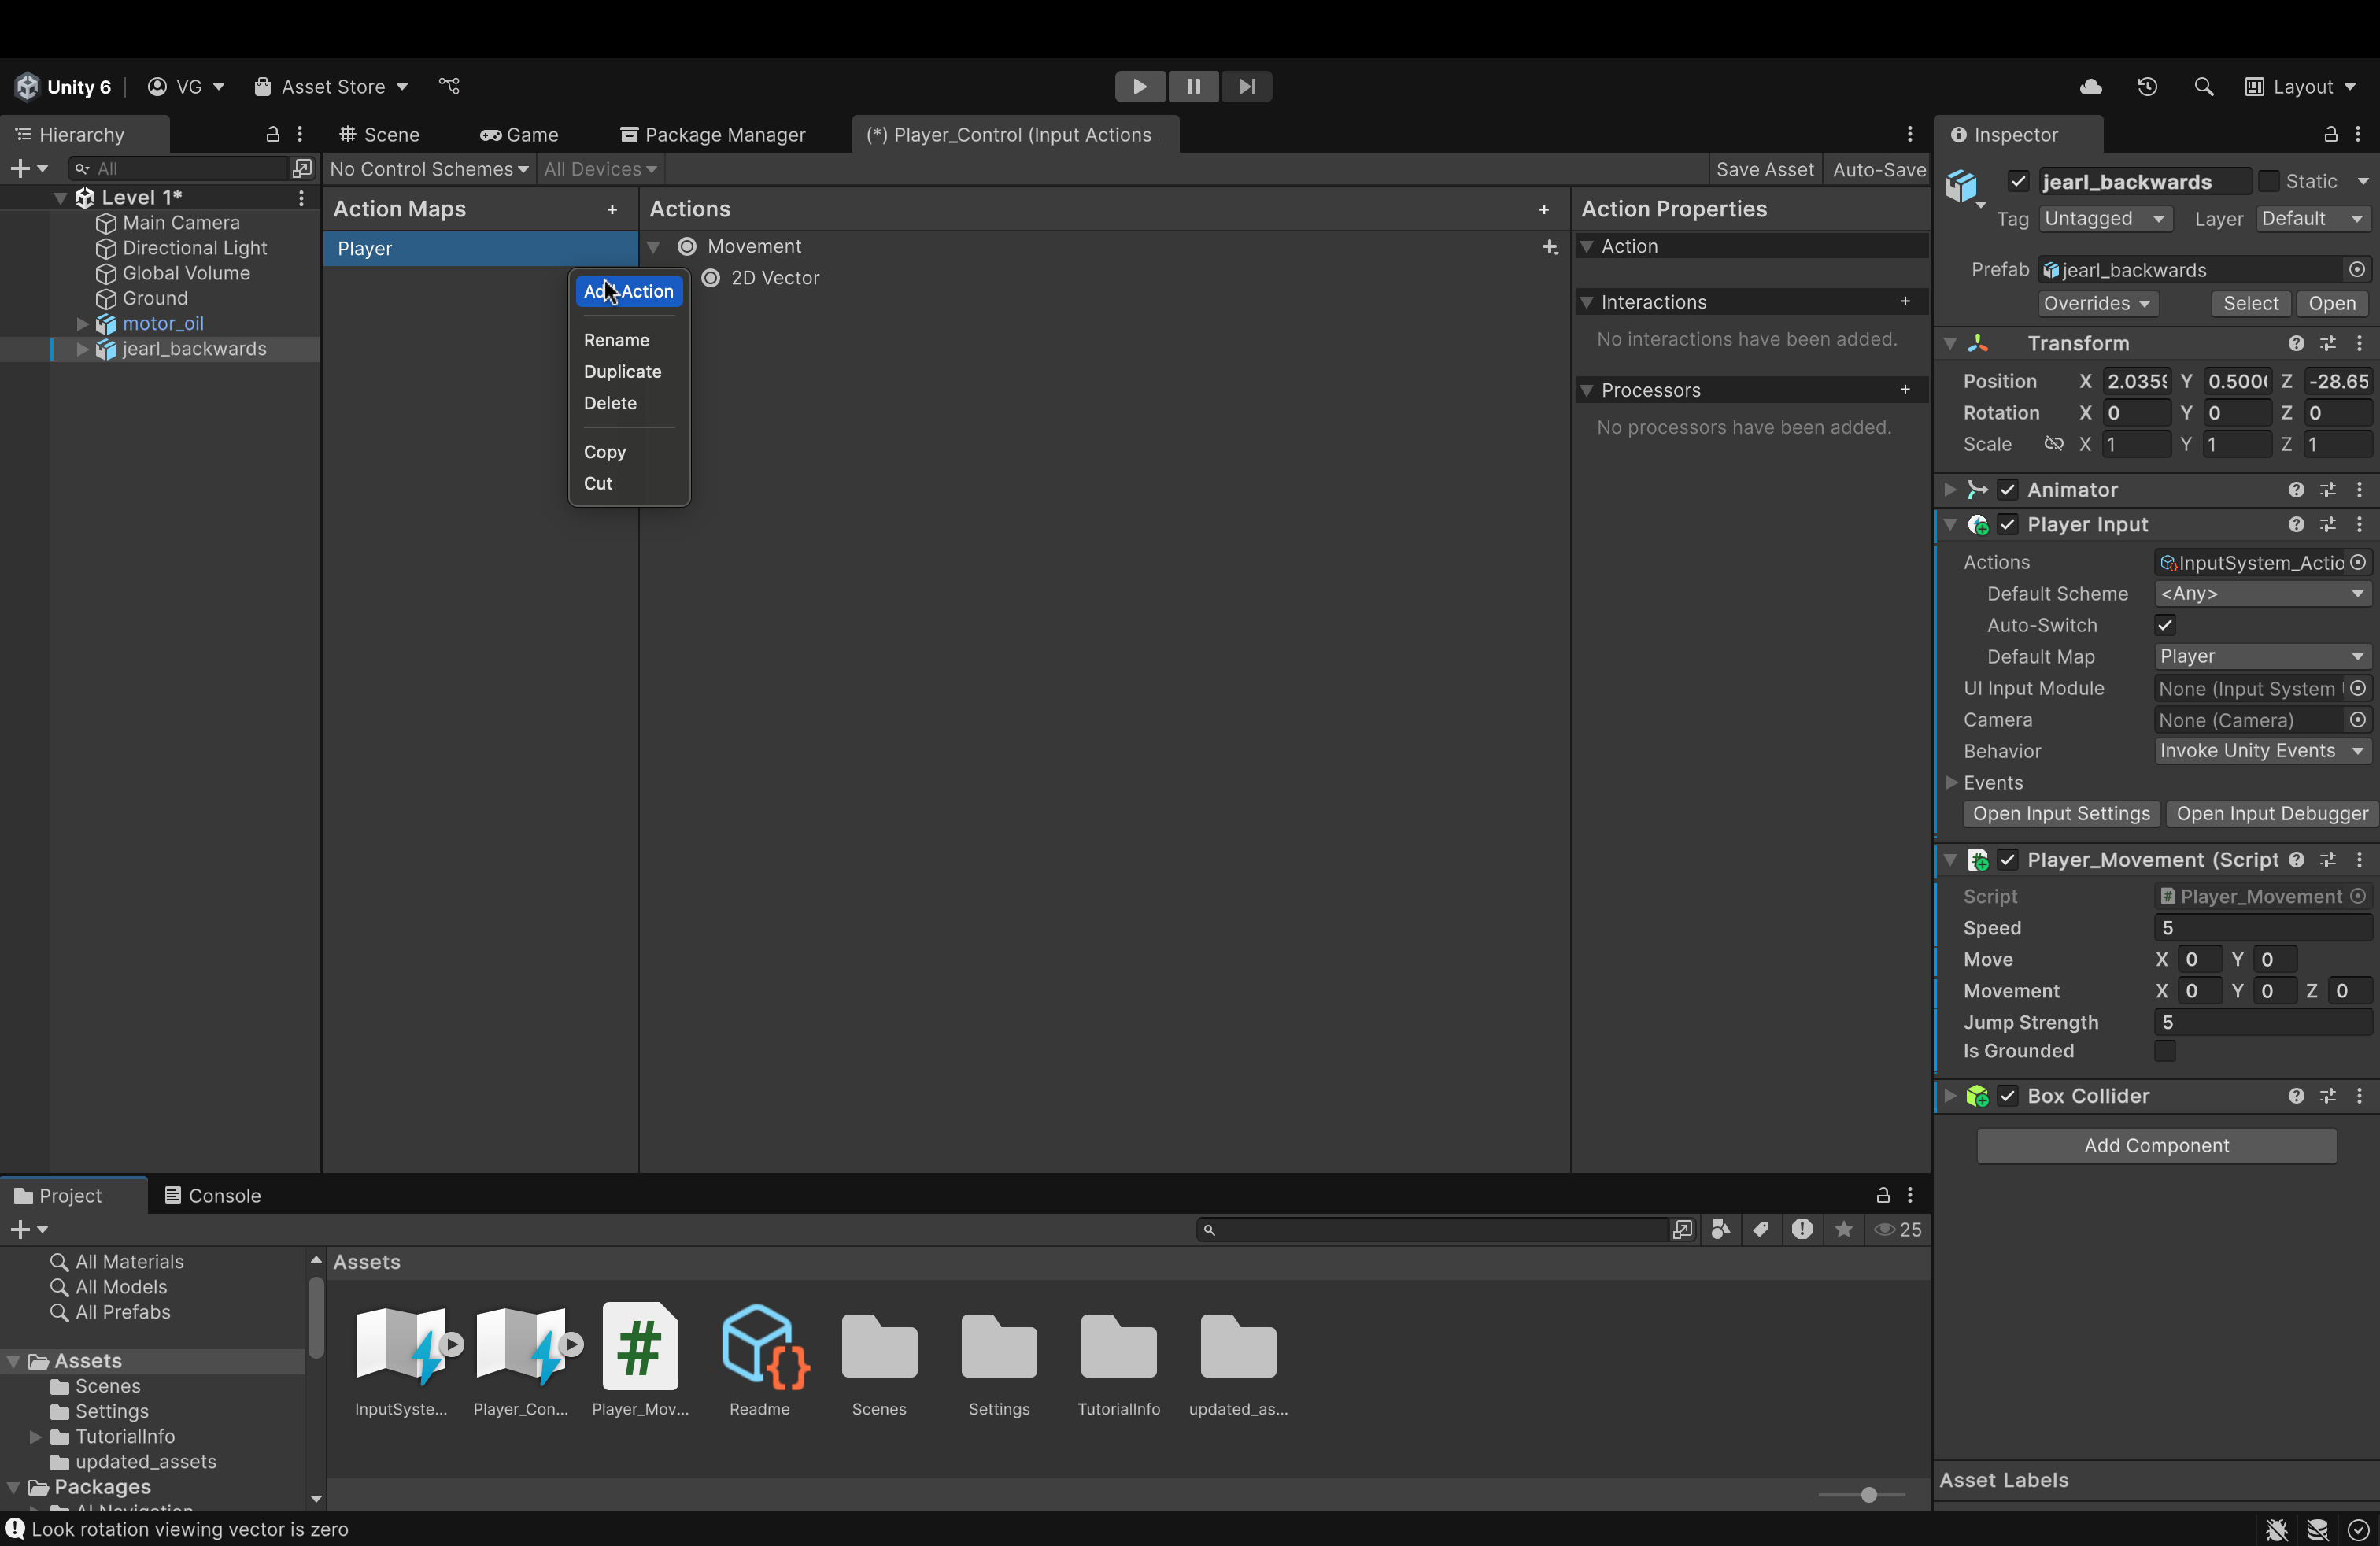 Unity 6
VG
Asset Store
Layout
Hierarchy
Scene
Game
Package Manager
(*) Player_Control (Input Actions
Inspector
All
No Control Schemes
All Devices
Save Asset
Auto-Save
jearl_backwards
Static
Level 1*
Action Maps
+
Actions
+
Action Properties
Tag
Untagged
Layer
Default
Main Camera
Directional Light
Global Volume
Ground
motor_oil
jearl_backwards
Player
Movement
2D Vector
Add Action
Rename
Duplicate
Delete
Copy
Cut
Action
Interactions
+
No interactions have been added.
Processors
+
No processors have been added.
Prefab
jearl_backwards
Overrides
Select
Open
Transform
Position X 2.0359 Y 0.500 Z -28.65
Rotation X 0 Y 0 Z 0
Scale X 1 Y 1 Z 1
Animator
Player Input
Actions InputSystem_Actio
Default Scheme <Any>
Auto-Switch
Default Map Player
UI Input Module None (Input System
Camera None (Camera)
Behavior Invoke Unity Events
Events
Open Input Settings
Open Input Debugger
Player_Movement (Script
Script # Player_Movement
Speed 5
Move X 0 Y 0
Movement X 0 Y 0 Z 0
Jump Strength 5
Is Grounded
Box Collider
Add Component
Project
Console
25
All Materials
All Models
All Prefabs
Assets
Scenes
Settings
TutorialInfo
updated_assets
Packages
AI Navigation
Assets
InputSyste...
Player_Con...
Player_Mov...
Readme
Scenes
Settings
TutorialInfo
updated_as...
Asset Labels
Look rotation viewing vector is zero